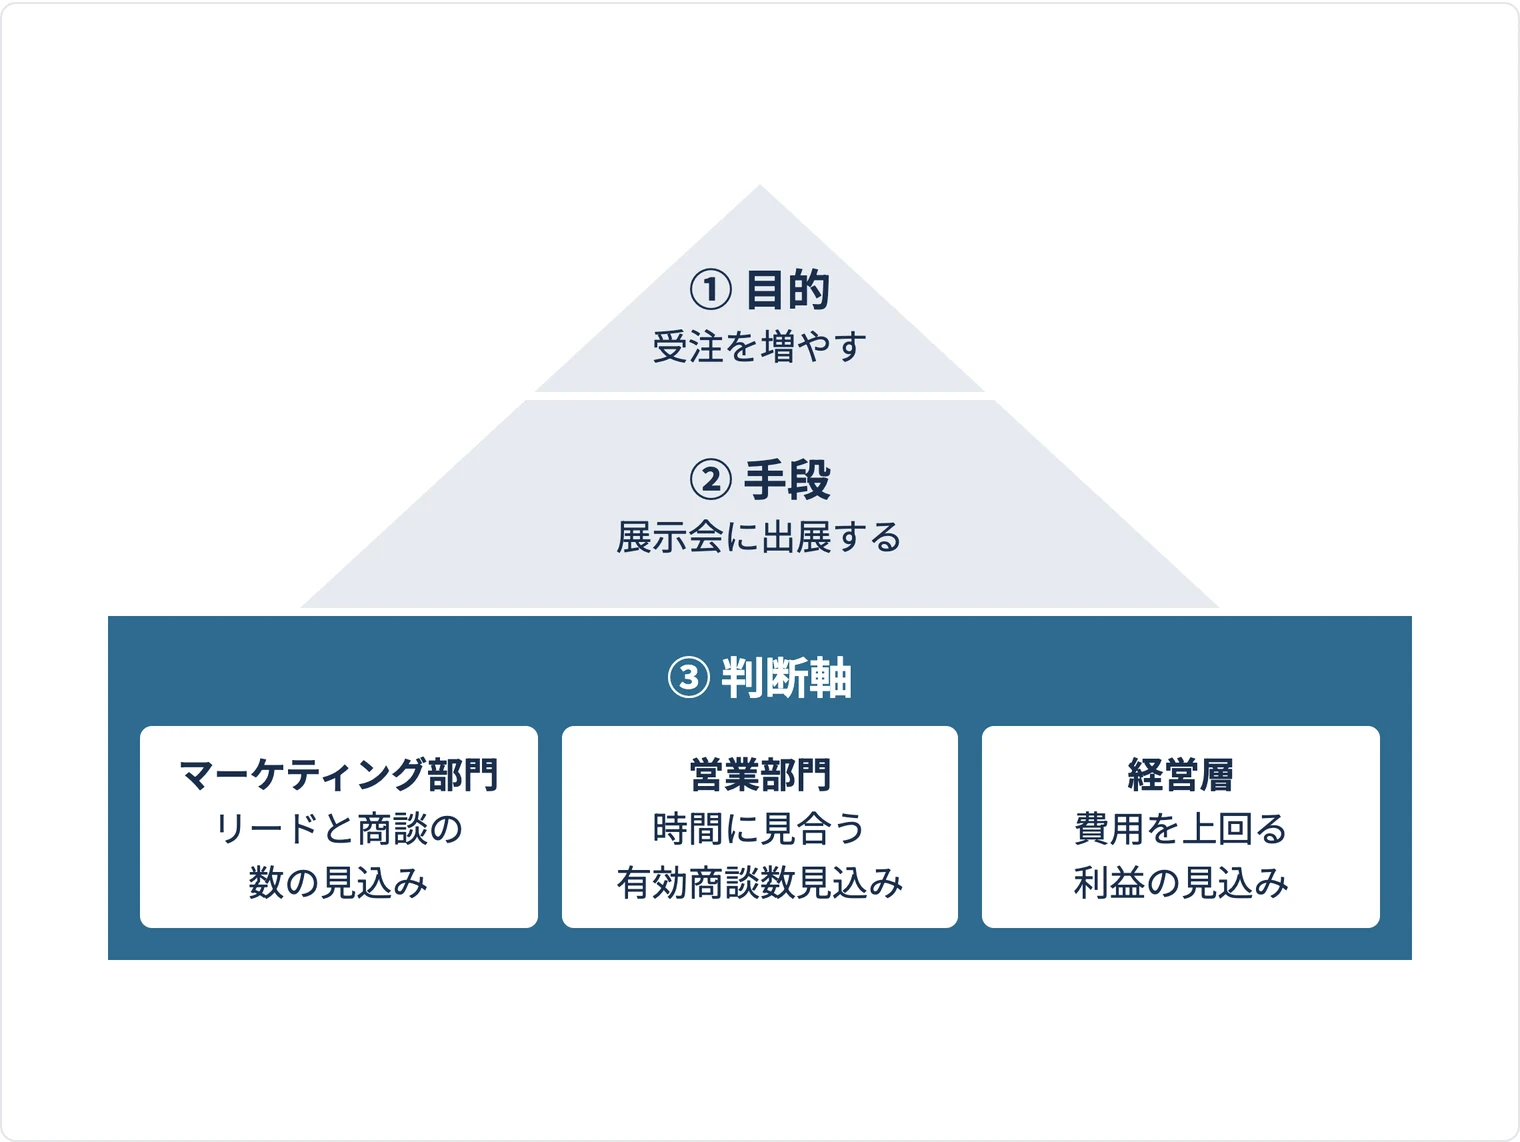 ① 目的
受注を増やす
② 手段
展示会に出展する
③ 判断軸
マーケティング部門
リードと商談の
数の見込み
営業部門
時間に見合う
有効商談数見込み
経営層
費用を上回る
利益の見込み